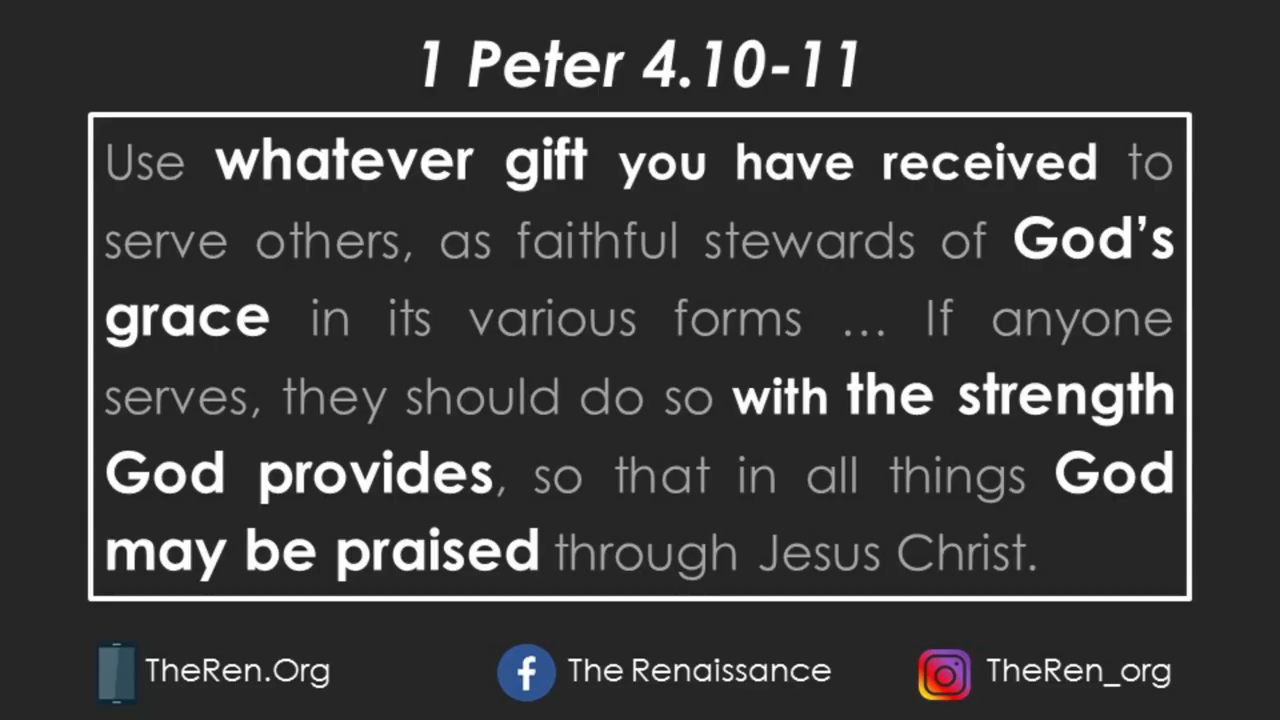 1 Peter 4.10-11
Use whatever gift you have received to
serve others, as faithful stewards of God’s
grace in its various forms … If anyone
serves, they should do so with the strength
God provides, so that in all things God
may be praised through Jesus Christ.
TheRen.Org
The Renaissance
TheRen_org